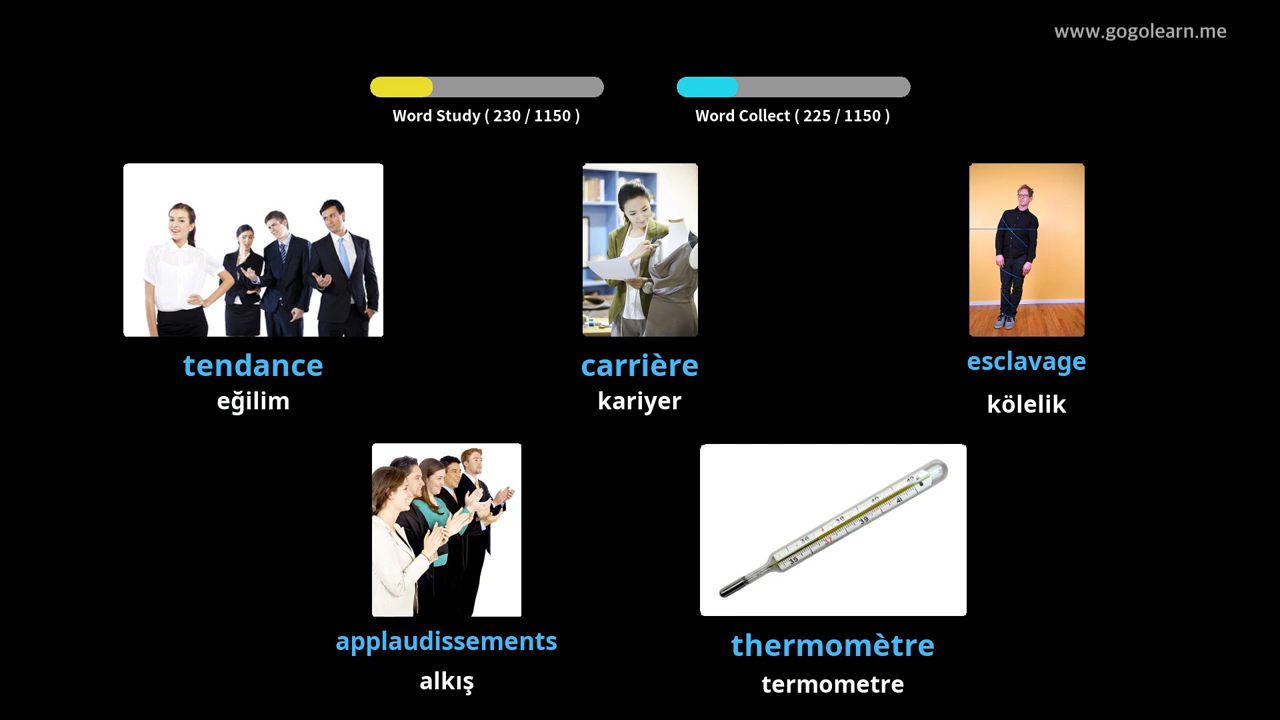 www.gogolearn.me
Word Study ( 230 / 1150 )
Word Collect ( 225 / 1150 )
tendance
eğilim
carrière
kariyer
esclavage
kölelik
applaudissements
alkış
thermomètre
termometre